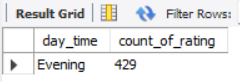 Result Grid Filter Rows:
day_time count_of_rating
Evening 429